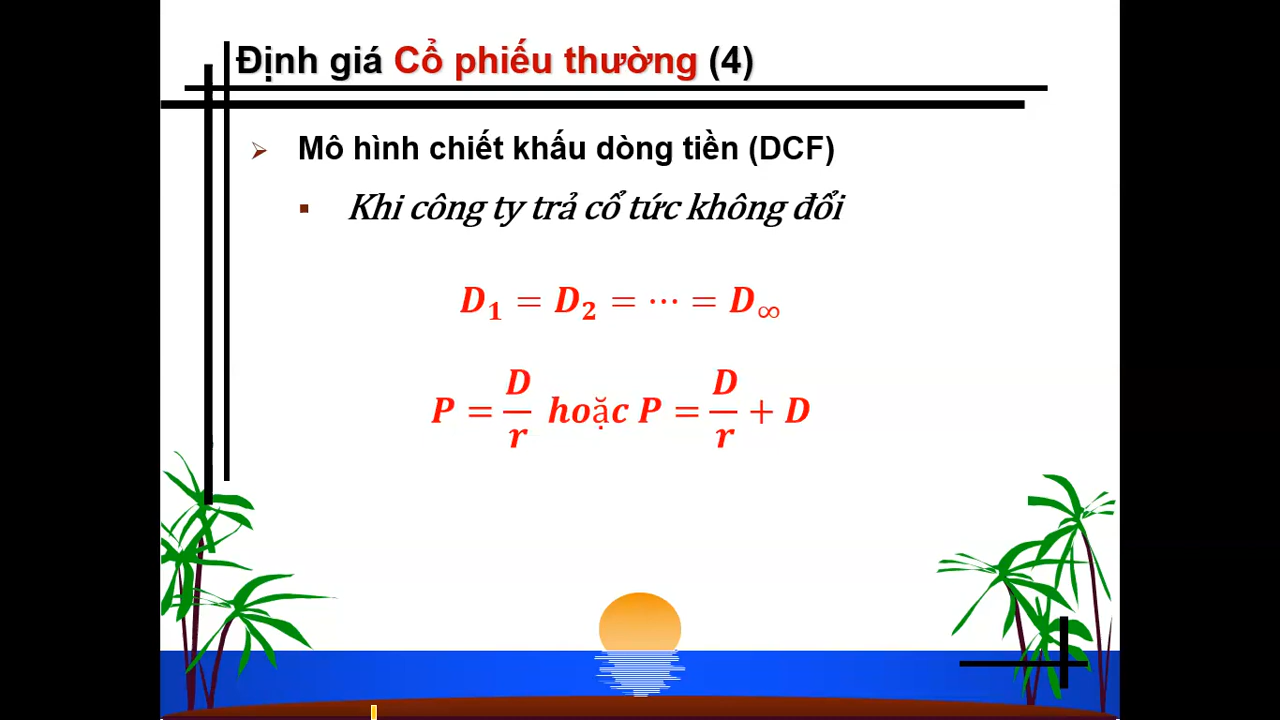 Định giá Cổ phiếu thường (4)
Mô hình chiết khấu dòng tiền (DCF)
Khi công ty trả cổ tức không đổi
D₁ = D₂ = ⋯ = D∞
P = D/r hoặc P = D/r + D